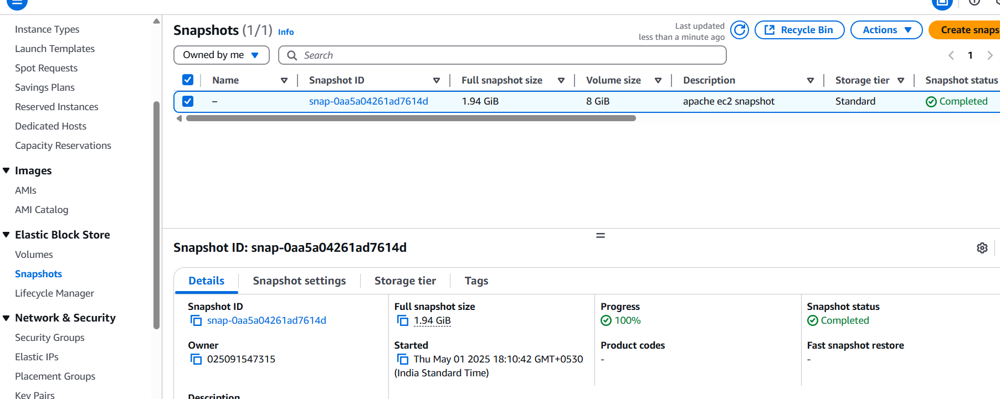 Instance Types
Launch Templates
Spot Requests
Savings Plans
Reserved Instances
Dedicated Hosts
Capacity Reservations
Images
AMIs
AMI Catalog
Elastic Block Store
Volumes
Snapshots
Lifecycle Manager
Network & Security
Security Groups
Elastic IPs
Placement Groups
Key Pairs
Snapshots (1/1) Info
Last updated
less than a minute ago
Recycle Bin
Actions
Create snaps
Owned by me
Search
1
Name Snapshot ID Full snapshot size Volume size Description Storage tier Snapshot status
– snap-0aa5a04261ad7614d 1.94 GiB 8 GiB apache ec2 snapshot Standard Completed
Snapshot ID: snap-0aa5a04261ad7614d
Details Snapshot settings Storage tier Tags
Snapshot ID
snap-0aa5a04261ad7614d
Full snapshot size
1.94 GiB
Progress
100%
Snapshot status
Completed
Owner
025091547315
Started
Thu May 01 2025 18:10:42 GMT+0530
(India Standard Time)
Product codes
-
Fast snapshot restore
-
Description